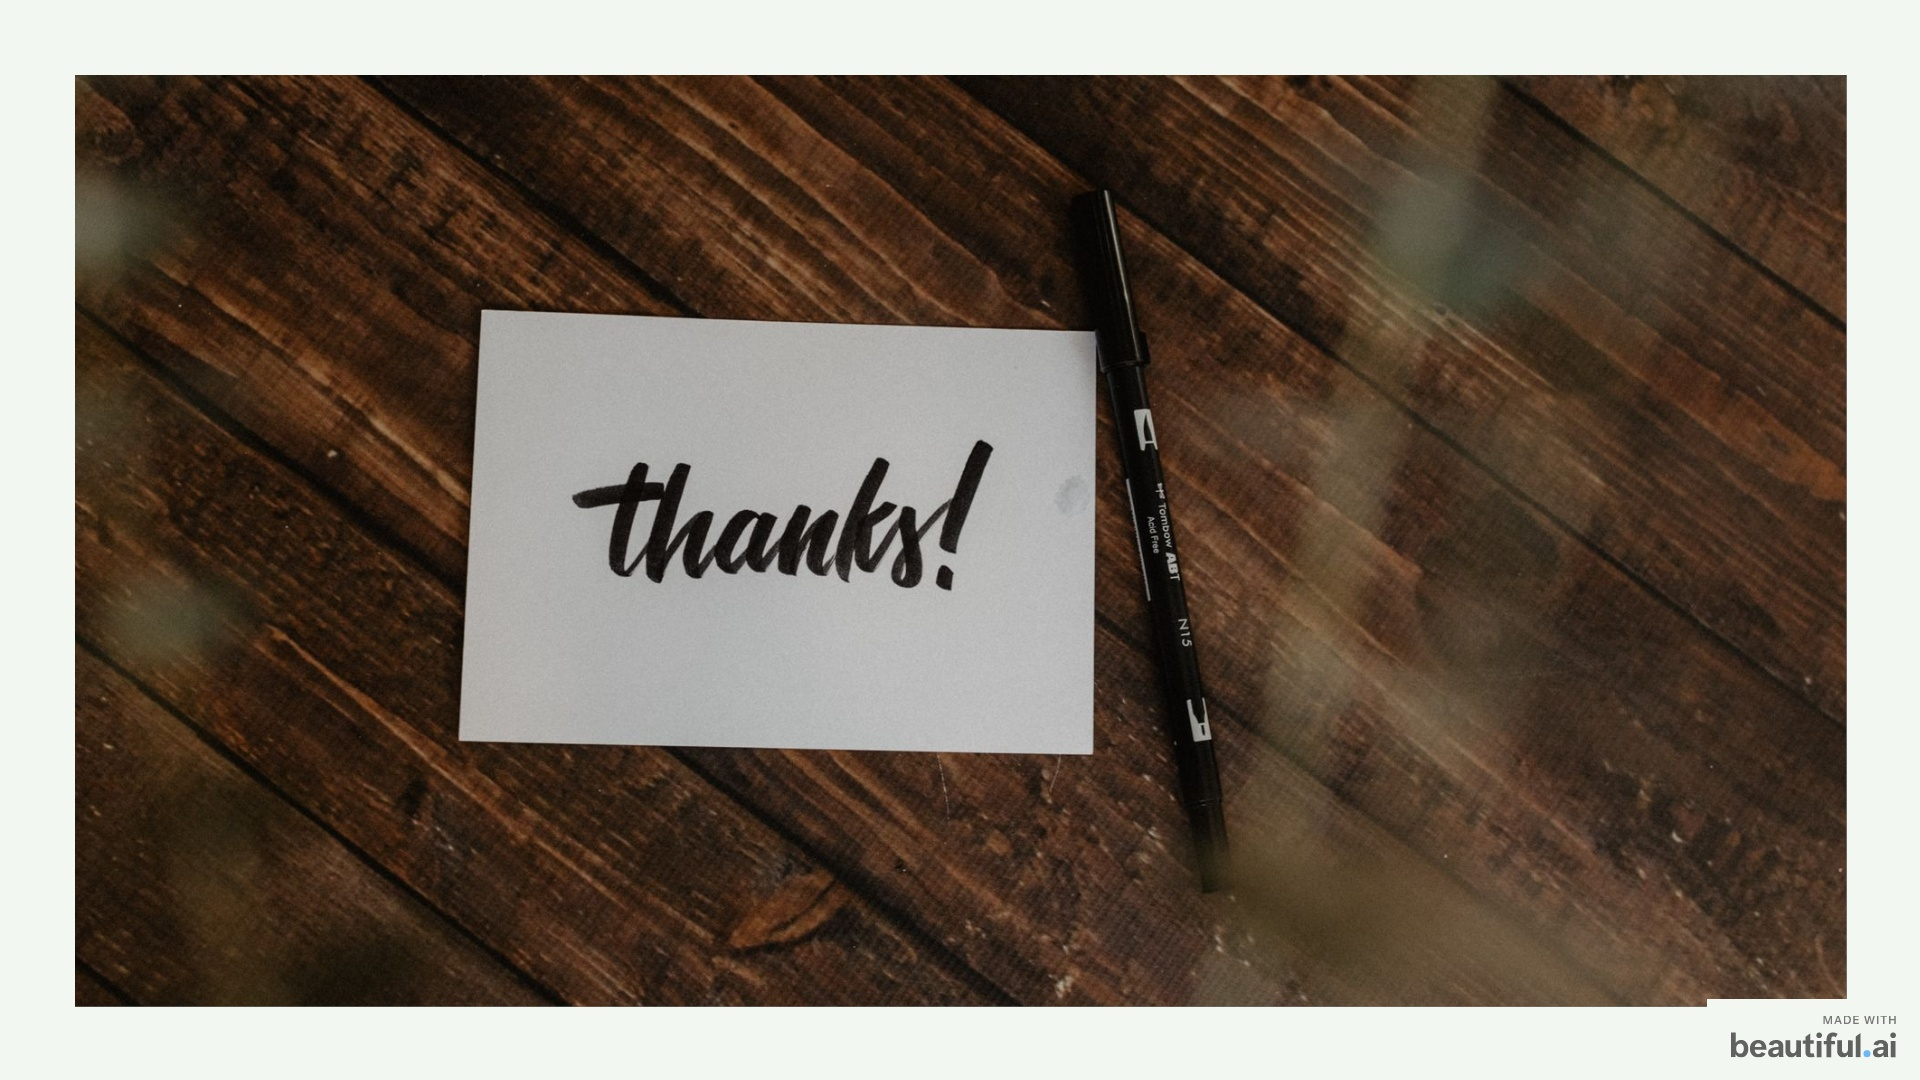 thanks!
Tombow ABT
Acid Free
N15
MADE WITH
beautiful.ai